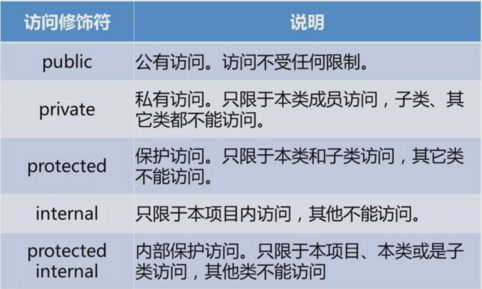 访问修饰符 说明
public 公有访问。访问不受任何限制。
private 私有访问。只限于本类成员访问，子类、其
它类都不能访问。
protected 保护访问。只限于本类和子类访问，其它类
不能访问。
internal 只限于本项目内访问，其他不能访问。
protected 内部保护访问。只限于本项目、本类或是子
internal 类访问，其他类不能访问